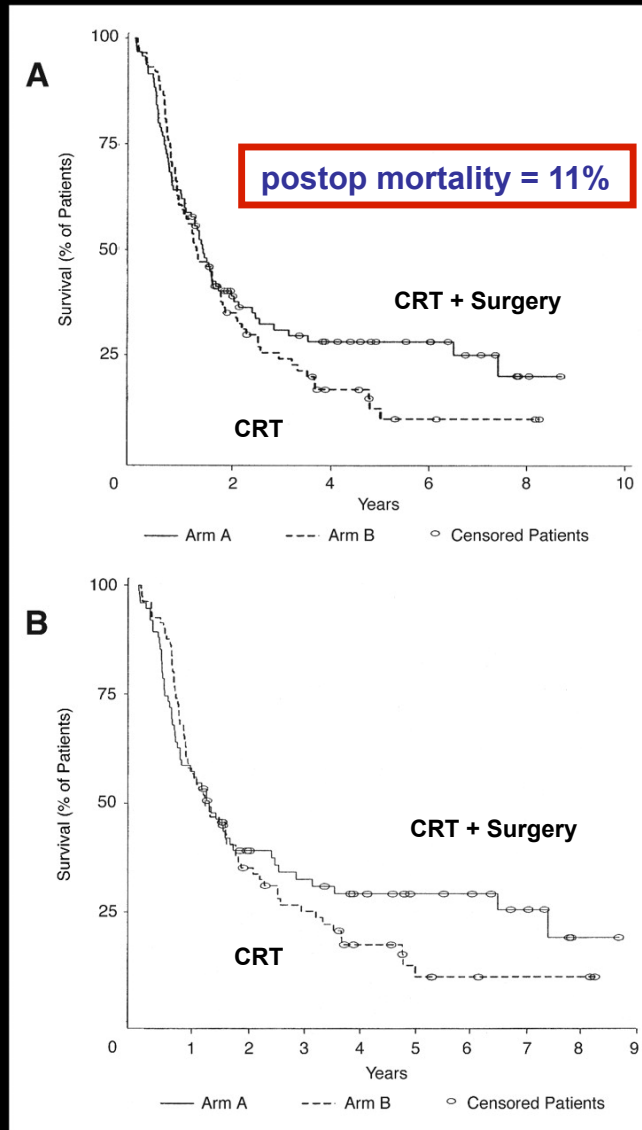 A
100
75
50
25
Survival (% of Patients)
postop mortality = 11%
CRT + Surgery
CRT
0
2
4
6
8
10
Years
Arm A
Arm B
Censored Patients
B
100
75
50
25
Survival (% of Patients)
CRT + Surgery
CRT
0
1
2
3
4
5
6
7
8
9
Years
Arm A
Arm B
Censored Patients